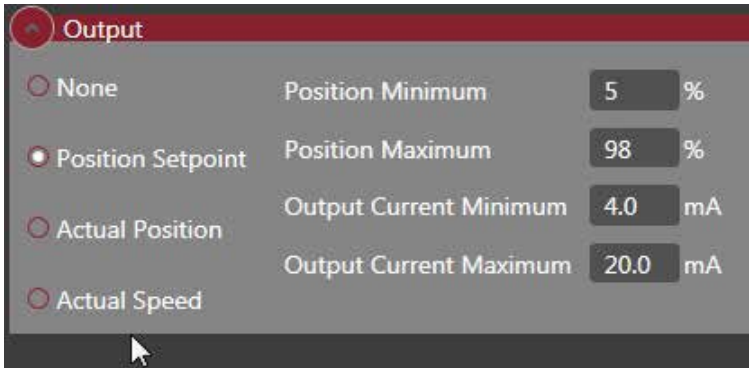 Output
None
Position Minimum 5 %
Position Setpoint
Position Maximum 98 %
Actual Position
Output Current Minimum 4.0 mA
Output Current Maximum 20.0 mA
Actual Speed